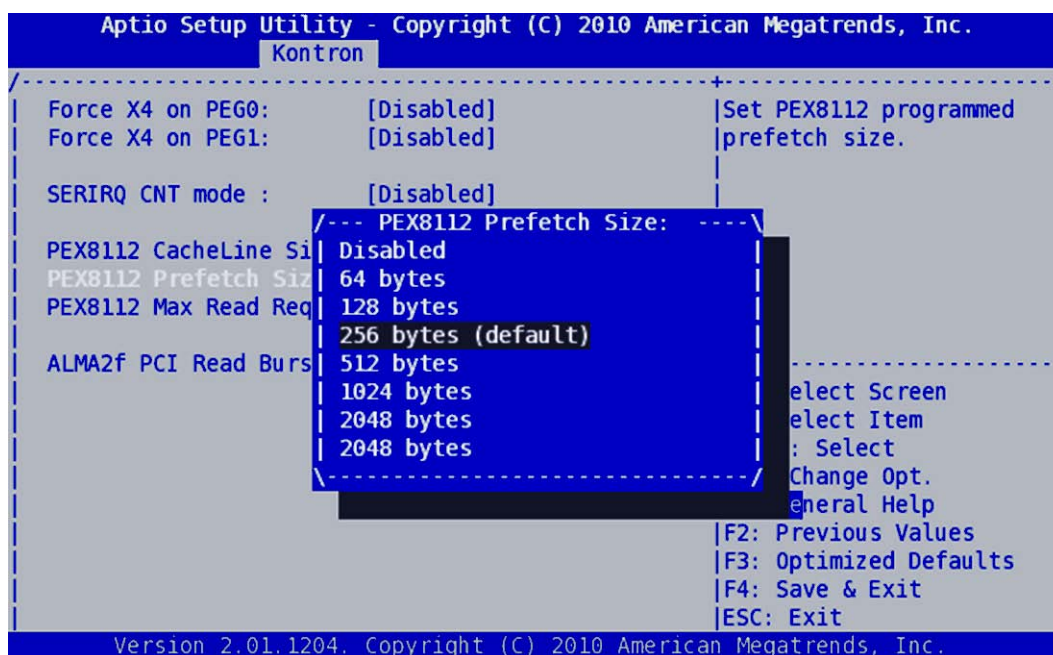 Aptio Setup Utility - Copyright (C) 2010 American Megatrends, Inc.
Kontron
Force X4 on PEG0: [Disabled]
Force X4 on PEG1: [Disabled]
SERIRQ CNT mode : [Disabled]
PEX8112 CacheLine Si
PEX8112 Prefetch Siz
PEX8112 Max Read Req
ALMA2f PCI Read Burs
PEX8112 Prefetch Size:
Disabled
64 bytes
128 bytes
256 bytes (default)
512 bytes
1024 bytes
2048 bytes
2048 bytes
Set PEX8112 programmed
prefetch size.
elect Screen
elect Item
: Select
Change Opt.
eneral Help
F2: Previous Values
F3: Optimized Defaults
F4: Save & Exit
ESC: Exit
Version 2.01.1204. Copyright (C) 2010 American Megatrends, Inc.